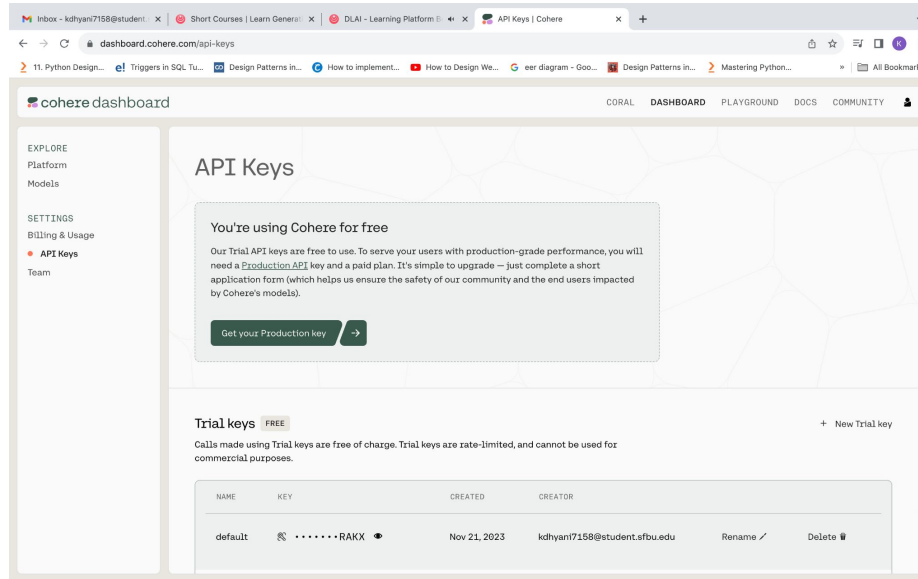 Inbox - kdhyani7158@student.
Short Courses | Learn Generati
DLAI - Learning Platform B
API Keys | Cohere
dashboard.cohere.com/api-keys
K
11. Python Design...
Triggers in SQL Tu...
Design Patterns in...
How to implement...
How to Design We...
eer diagram - Goo...
Design Patterns in...
Mastering Python...
» All Bookmark
cohere dashboard
CORAL DASHBOARD PLAYGROUND DOCS COMMUNITY
EXPLORE
Platform
Models
SETTINGS
Billing & Usage
API Keys
Team
API Keys
You're using Cohere for free
Our Trial API keys are free to use. To serve your users with production-grade performance, you will
need a Production API key and a paid plan. It's simple to upgrade — just complete a short
application form (which helps us ensure the safety of our community and the end users impacted
by Cohere's models).
Get your Production key →
Trial keys FREE
+ New Trial key
Calls made using Trial keys are free of charge. Trial keys are rate-limited, and cannot be used for
commercial purposes.
NAME KEY CREATED CREATOR
default •••••••RAKX Nov 21, 2023 kdhyani7158@student.sfbu.edu Rename Delete